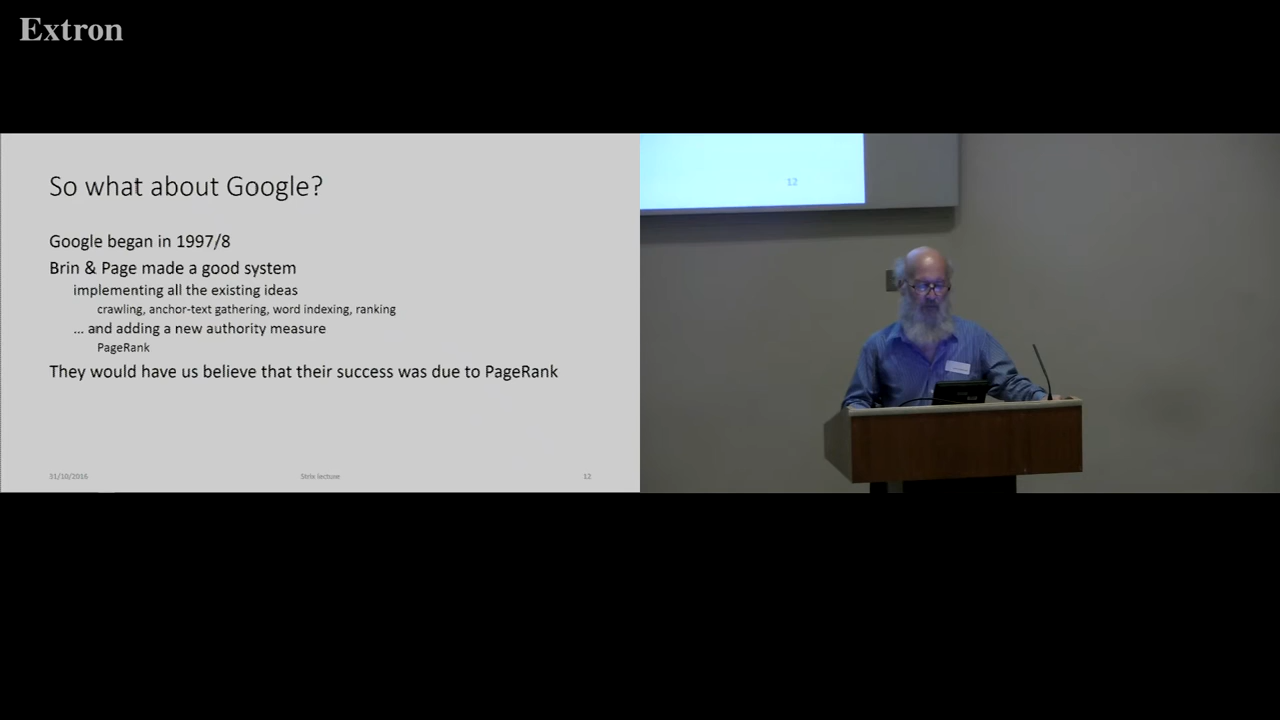 Extron
So what about Google?
Google began in 1997/8
Brin & Page made a good system
implementing all the existing ideas
crawling, anchor-text gathering, word indexing, ranking
... and adding a new authority measure
PageRank
They would have us believe that their success was due to PageRank
31/10/2016
Strix lecture
12
12